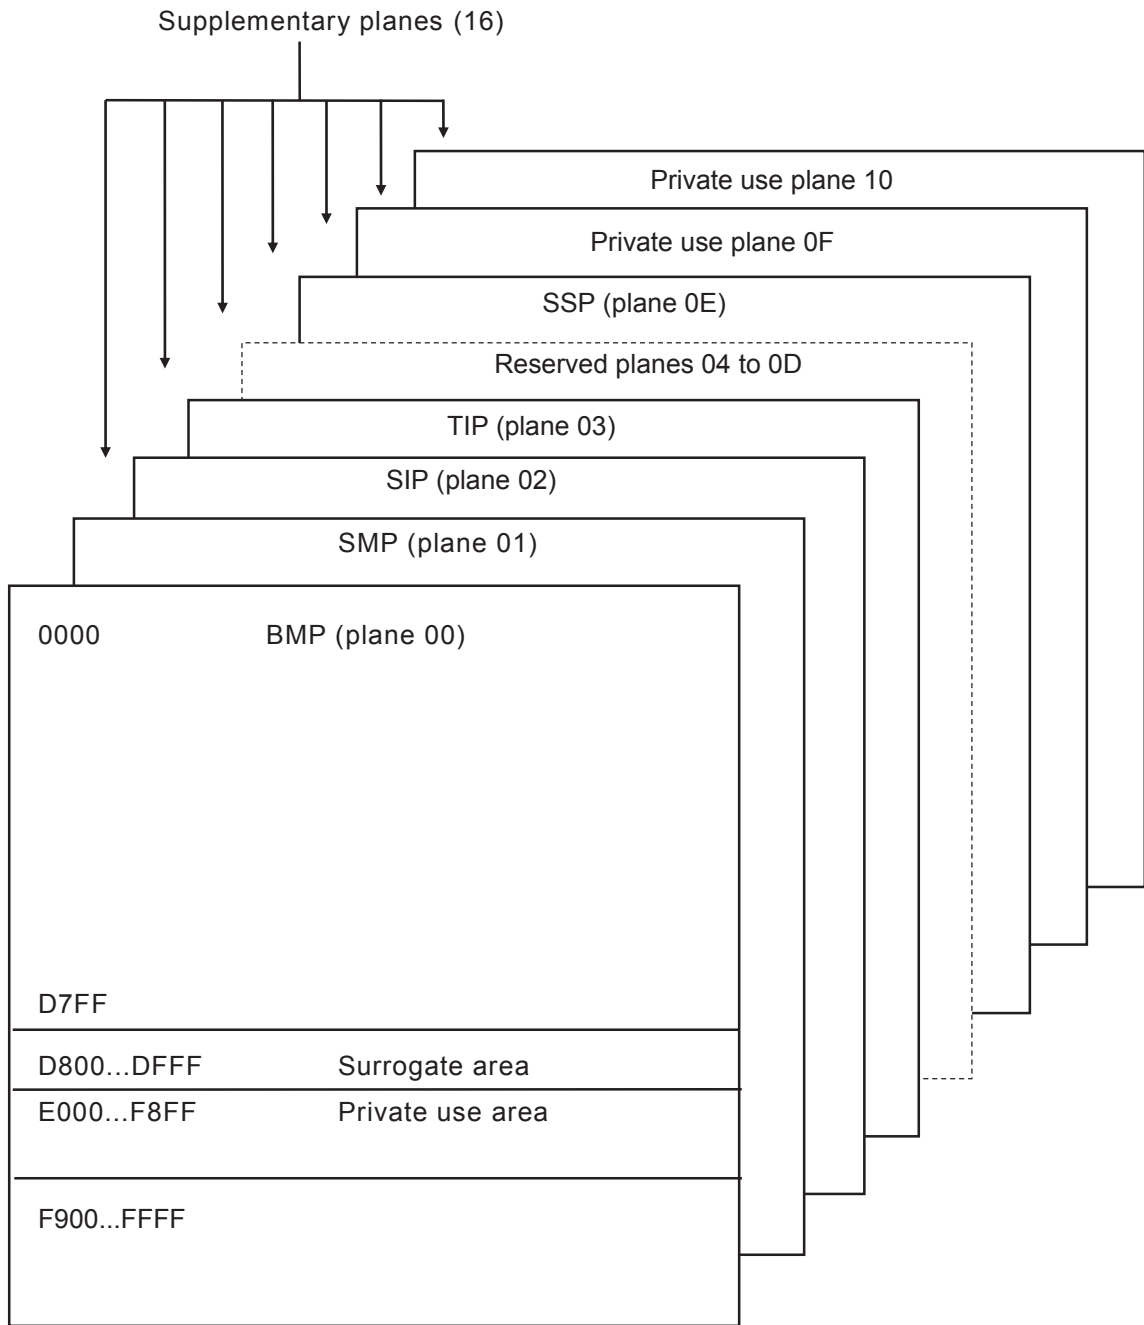 Supplementary planes (16)
Private use plane 10
Private use plane 0F
SSP (plane 0E)
Reserved planes 04 to 0D
TIP (plane 03)
SIP (plane 02)
SMP (plane 01)
0000 BMP (plane 00)
D7FF
D800...DFFF Surrogate area
E000...F8FF Private use area
F900...FFFF